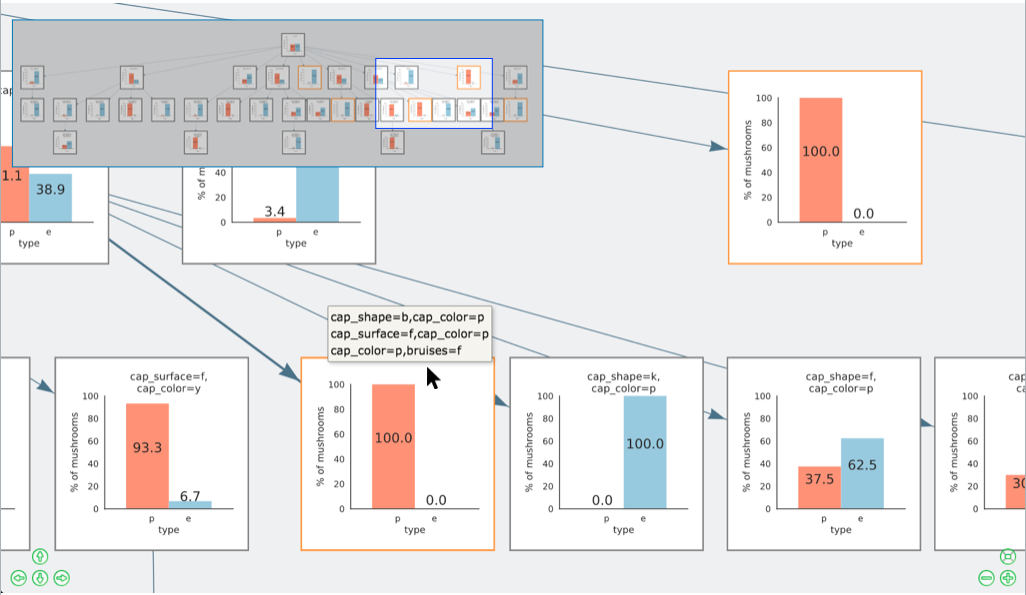 100
80
60
40
20
0
% of mushrooms
100.0
0.0
p e
type
1.1
38.9
p e
type
40
20
0
3.4
p e
type
cap_shape=b,cap_color=p
cap_surface=f,cap_color=p
cap_color=p,bruises=f
cap_surface=f,
cap_color=y
100
80
60
40
20
0
% of mushrooms
93.3
6.7
p e
type
100
80
60
40
20
0
% of mushrooms
100.0
0.0
p e
type
cap_shape=k,
cap_color=p
100
80
60
40
20
0
% of mushrooms
0.0
100.0
p e
type
cap_shape=f,
cap_color=p
100
80
60
40
20
0
% of mushrooms
37.5
62.5
p e
type
100
80
60
40
20
0
% of mushrooms